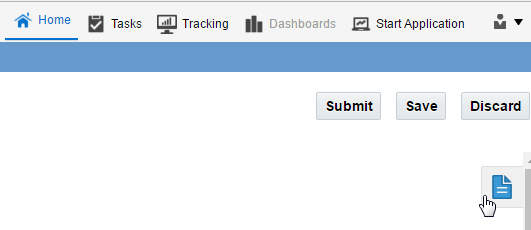 Home Tasks Tracking Dashboards Start Application
Submit Save Discard